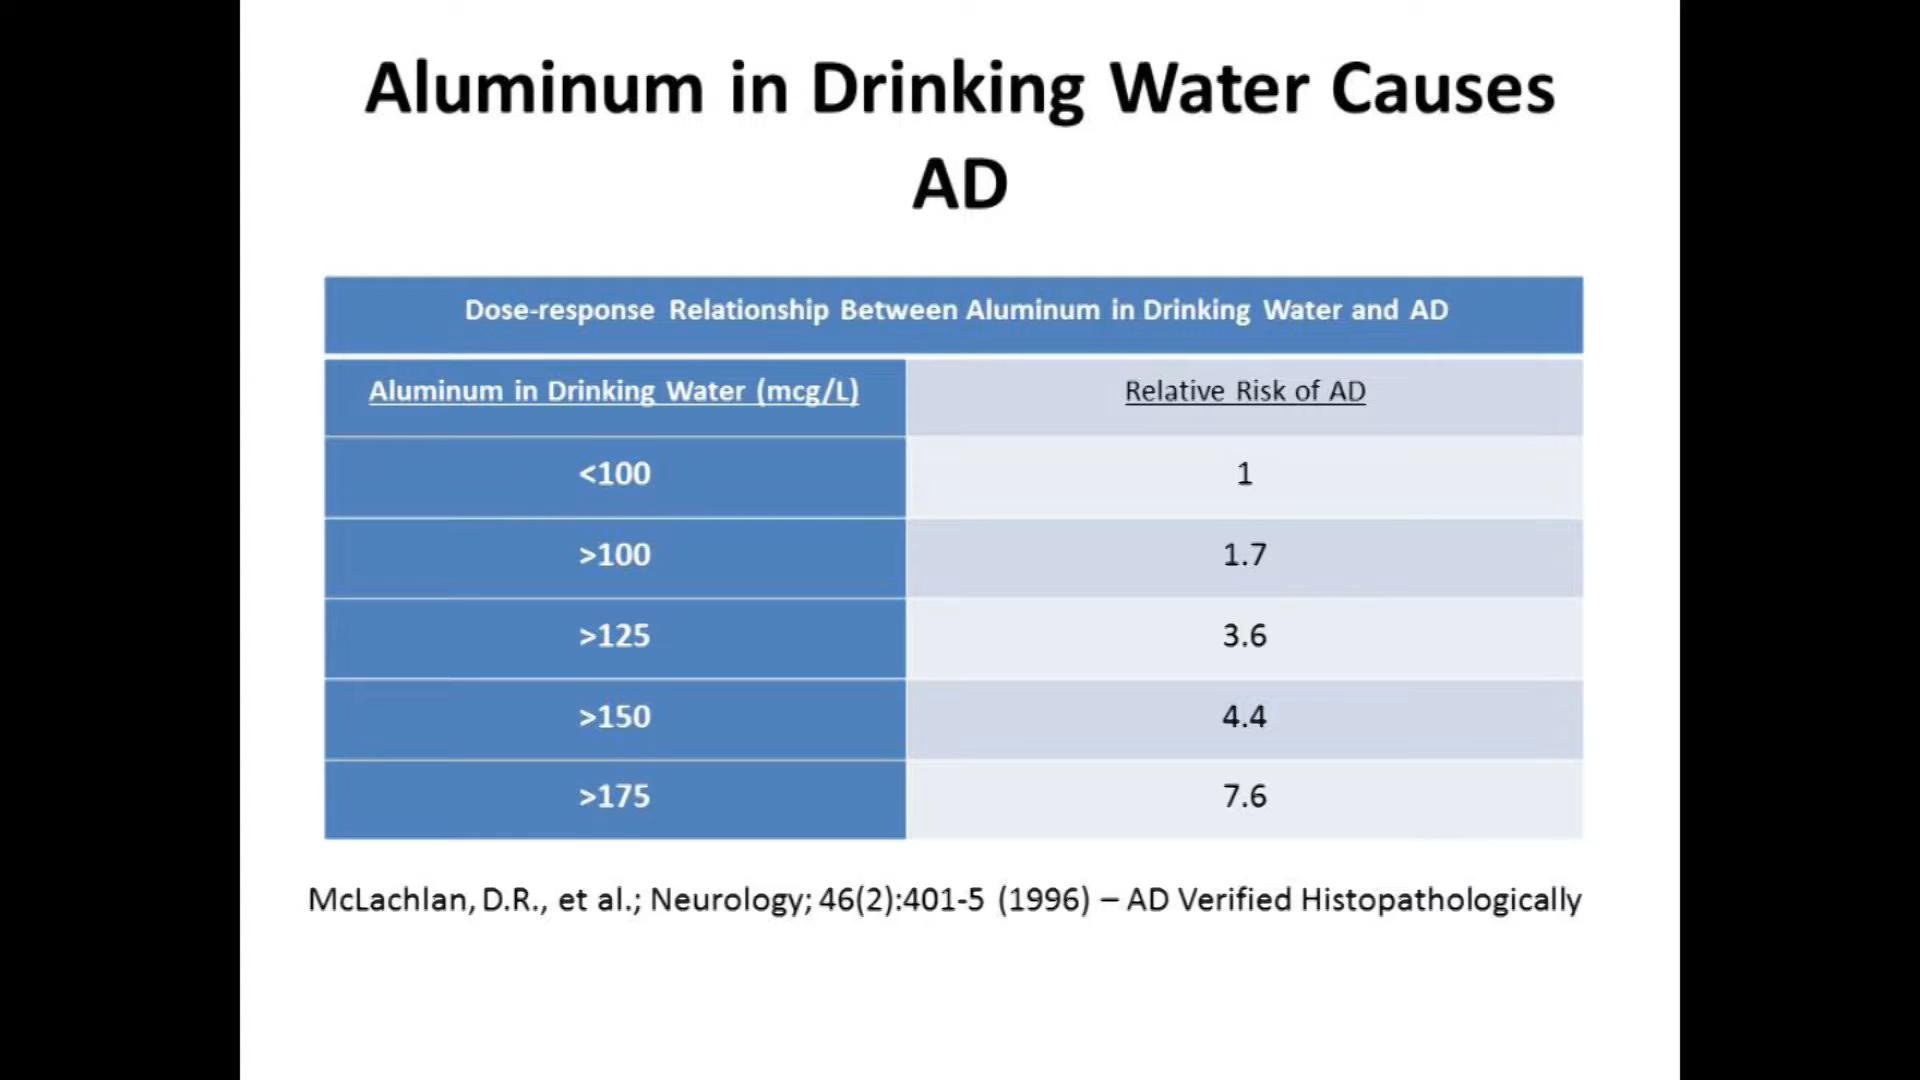 Aluminum in Drinking Water Causes
AD
Dose-response Relationship Between Aluminum in Drinking Water and AD
Aluminum in Drinking Water (mcg/L) Relative Risk of AD
<100 1
>100 1.7
>125 3.6
>150 4.4
>175 7.6
McLachlan, D.R., et al.; Neurology; 46(2):401-5 (1996) – AD Verified Histopathologically